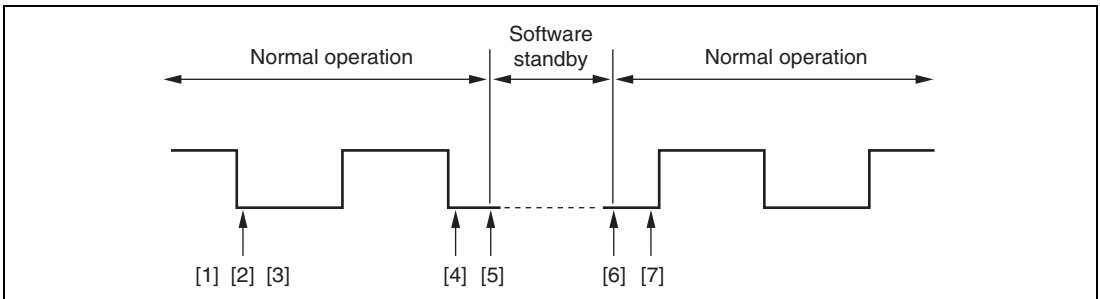 Software
Normal operation standby Normal operation
[1] [2] [3] [4] [5] [6] [7]